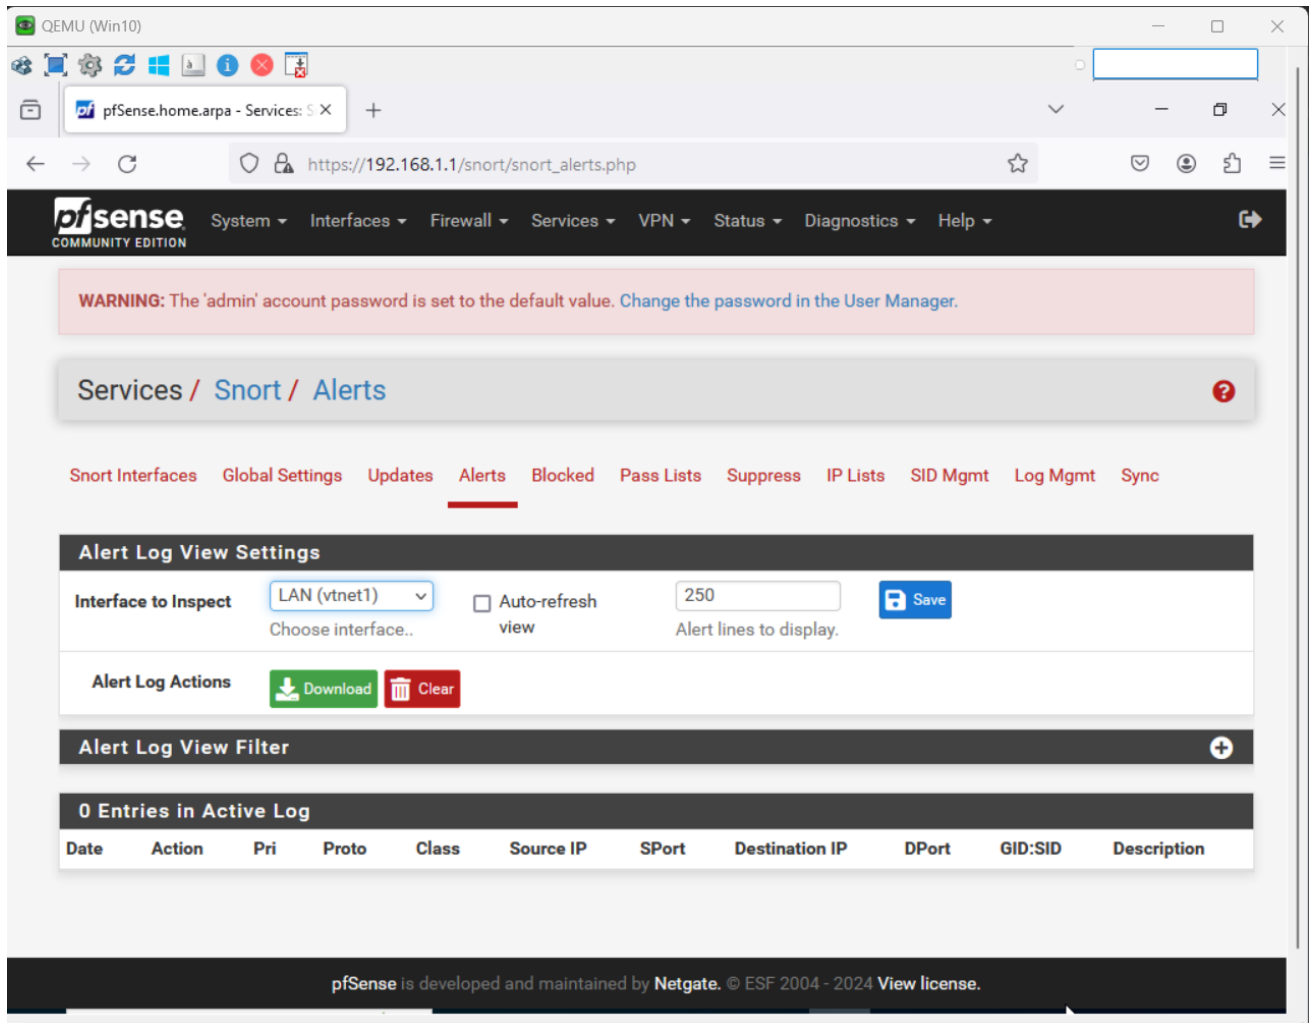 QEMU (Win10)
pfSense.home.arpa - Services: S
https://192.168.1.1/snort/snort_alerts.php
pfsense
COMMUNITY EDITION
System Interfaces Firewall Services VPN Status Diagnostics Help
WARNING: The 'admin' account password is set to the default value. Change the password in the User Manager.
Services / Snort / Alerts
Snort Interfaces Global Settings Updates Alerts Blocked Pass Lists Suppress IP Lists SID Mgmt Log Mgmt Sync
Alert Log View Settings
Interface to Inspect LAN (vtnet1) Auto-refresh view 250 Save
Choose interface.. Alert lines to display.
Alert Log Actions Download Clear
Alert Log View Filter
0 Entries in Active Log
Date Action Pri Proto Class Source IP SPort Destination IP DPort GID:SID Description
pfSense is developed and maintained by Netgate. © ESF 2004 - 2024 View license.